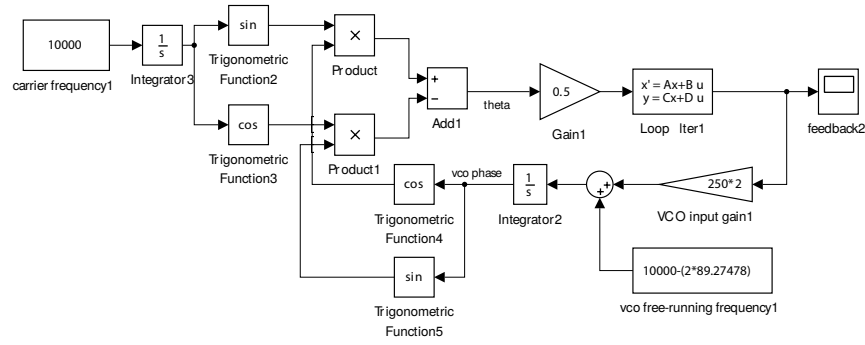 10000
carrier frequency1
1
s
Integrator3
sin
Trigonometric
Function2
cos
Trigonometric
Function3
×
Product
×
Product1
+
−
Add1
theta
0.5
Gain1
x' = Ax+B u
y = Cx+D u
Loop Iter1
feedback2
cos
Trigonometric
Function4
vco phase
1
s
Integrator2
+
+
250*2
VCO input gain1
sin
Trigonometric
Function5
10000-(2*89.27478)
vco free-running frequency1